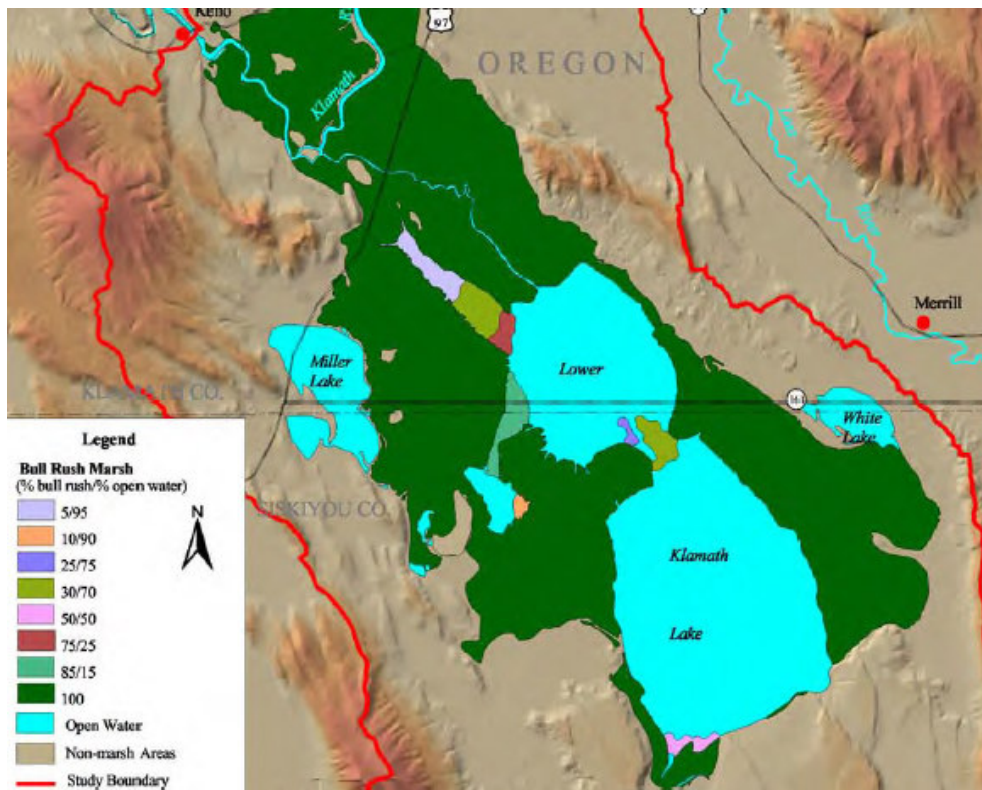 Keno
97
OREGON
Klamath
Lost
River
Merrill
Miller
Lake
Lower
KLAMATH CO.
161
White
Lake
SISKIYOU CO.
Klamath
Lake
Legend
Bull Rush Marsh
(% bull rush/% open water)
5/95
10/90
25/75
30/70
50/50
75/25
85/15
100
Open Water
Non-marsh Areas
Study Boundary
N